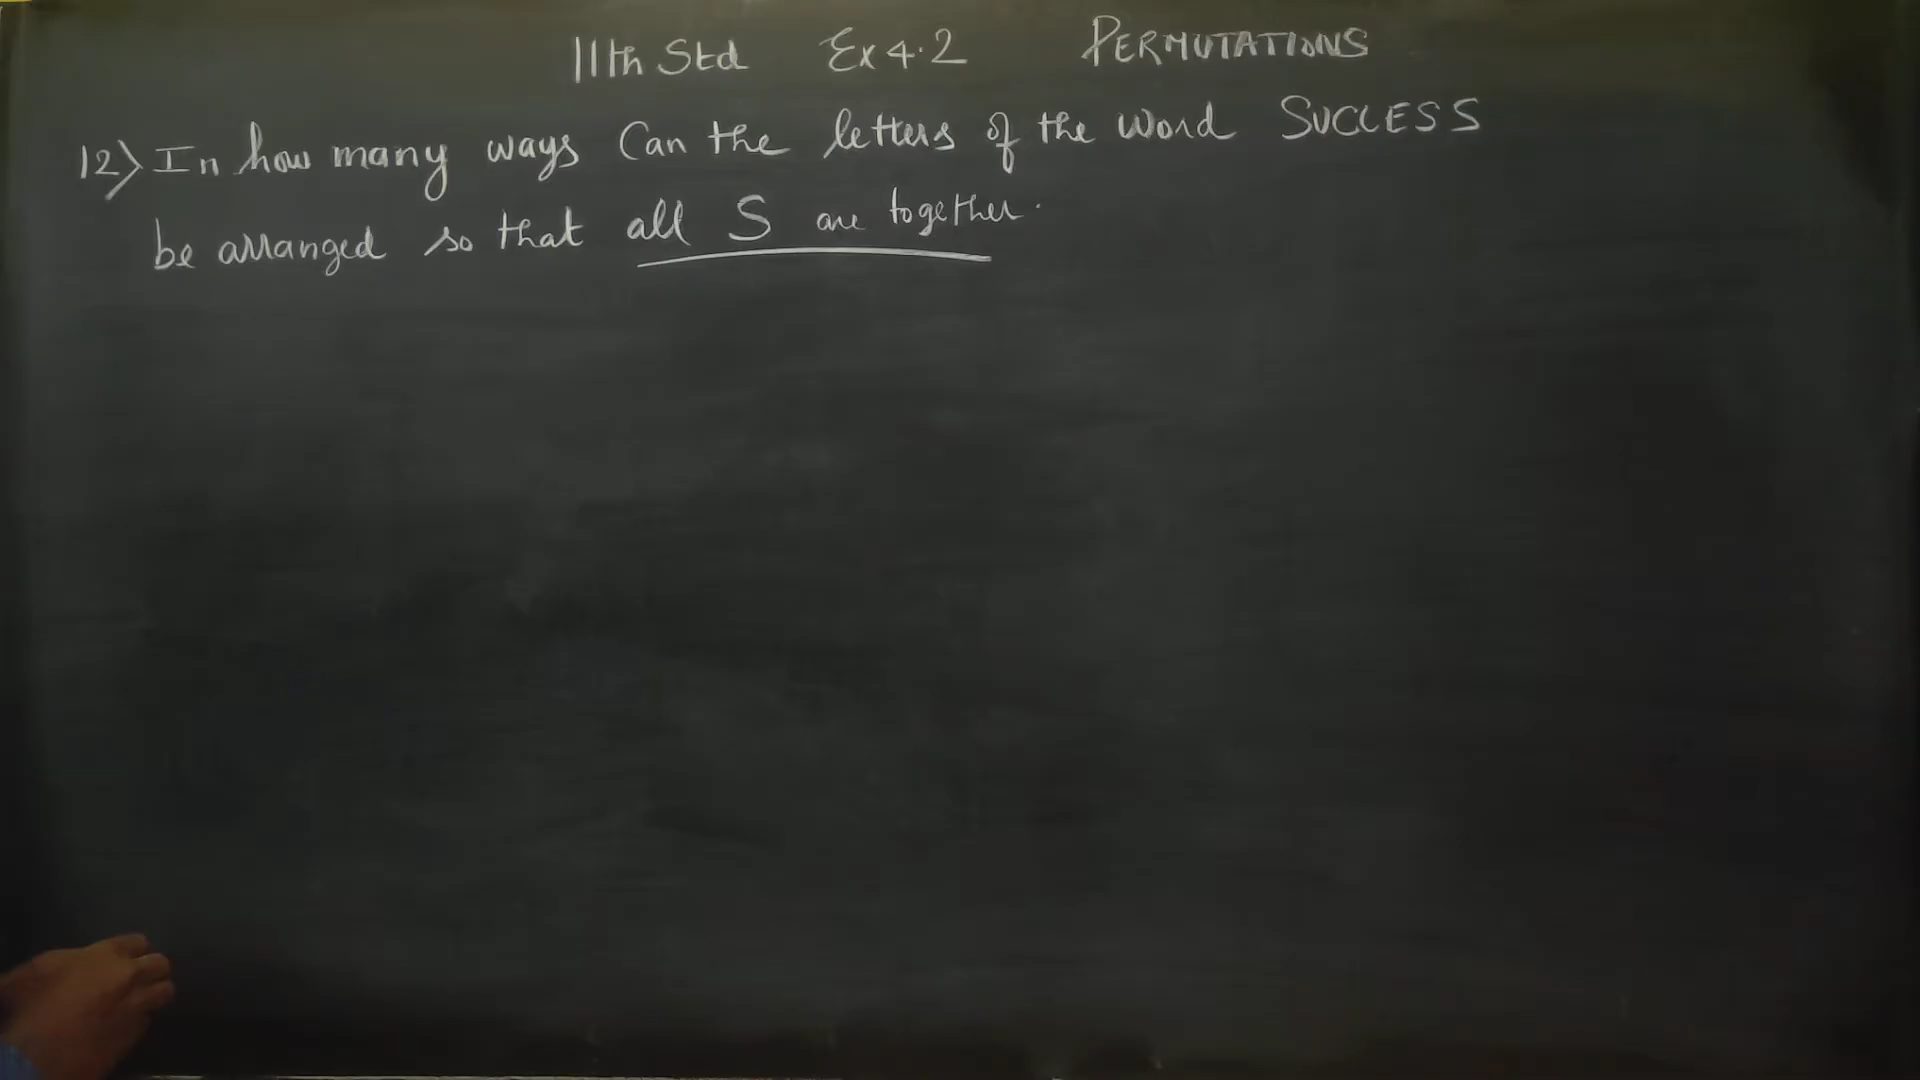 11th Std Ex 4.2 PERMUTATIONS
12) In how many ways Can the letters of the word SUCCESS
be arranged so that all S are together.